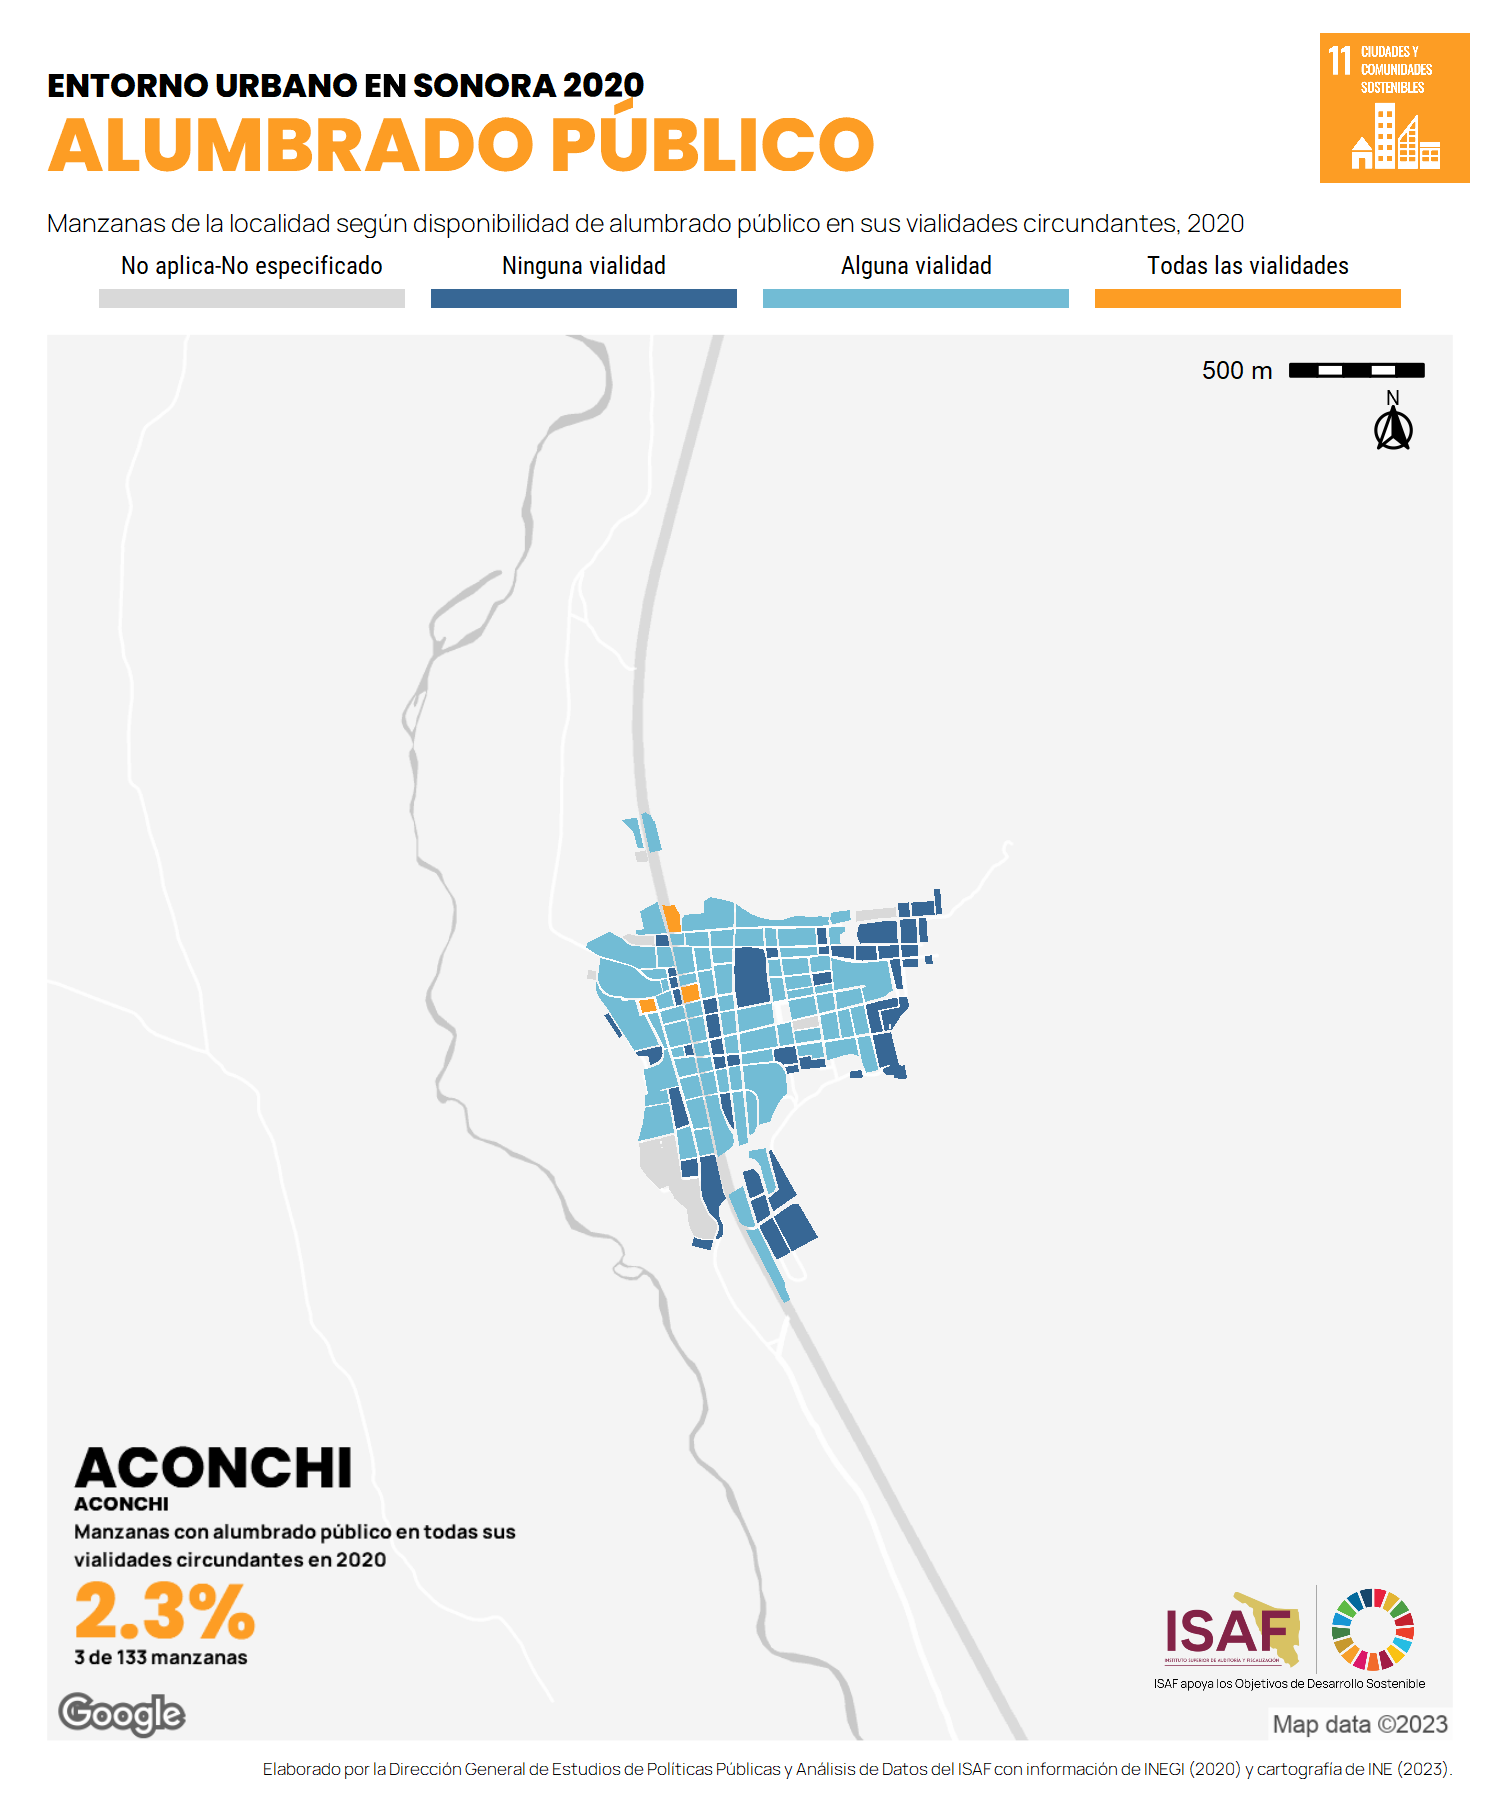 ENTORNO URBANO EN SONORA 2020
ALUMBRADO PÚBLICO
11 CIUDADES Y
COMUNIDADES
SOSTENIBLES
Manzanas de la localidad según disponibilidad de alumbrado público en sus vialidades circundantes, 2020
No aplica-No especificado Ninguna vialidad Alguna vialidad Todas las vialidades
500 m
N
ACONCHI
ACONCHI
Manzanas con alumbrado público en todas sus
vialidades circundantes en 2020
2.3%
3 de 133 manzanas
ISAF
INSTITUTO SUPERIOR DE AUDITORÍA Y FISCALIZACIÓN
ISAF apoya los Objetivos de Desarrollo Sostenible
Google
Map data ©2023
Elaborado por la Dirección General de Estudios de Políticas Públicas y Análisis de Datos del ISAF con información de INEGI (2020) y cartografía de INE (2023).